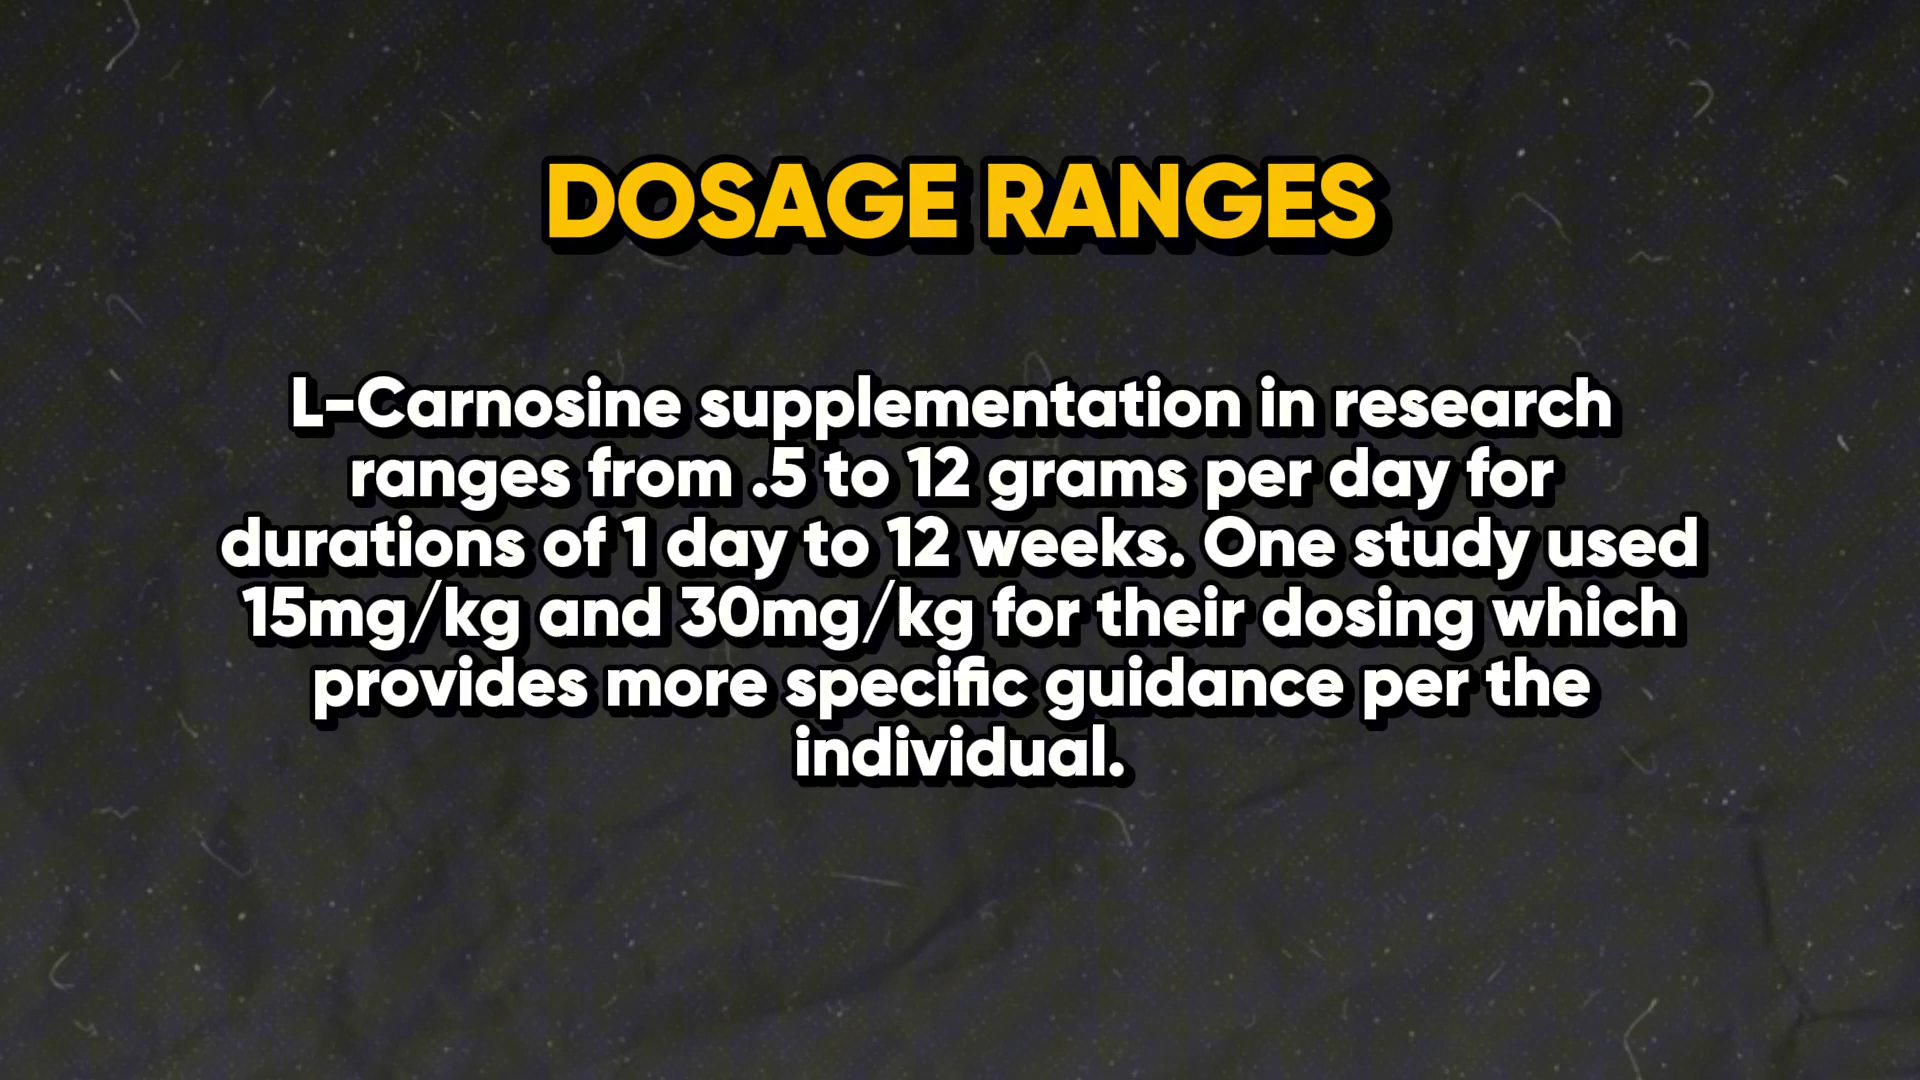 DOSAGE RANGES
L-Carnosine supplementation in research
ranges from .5 to 12 grams per day for
durations of 1 day to 12 weeks. One study used
15mg/kg and 30mg/kg for their dosing which
provides more specific guidance per the
individual.